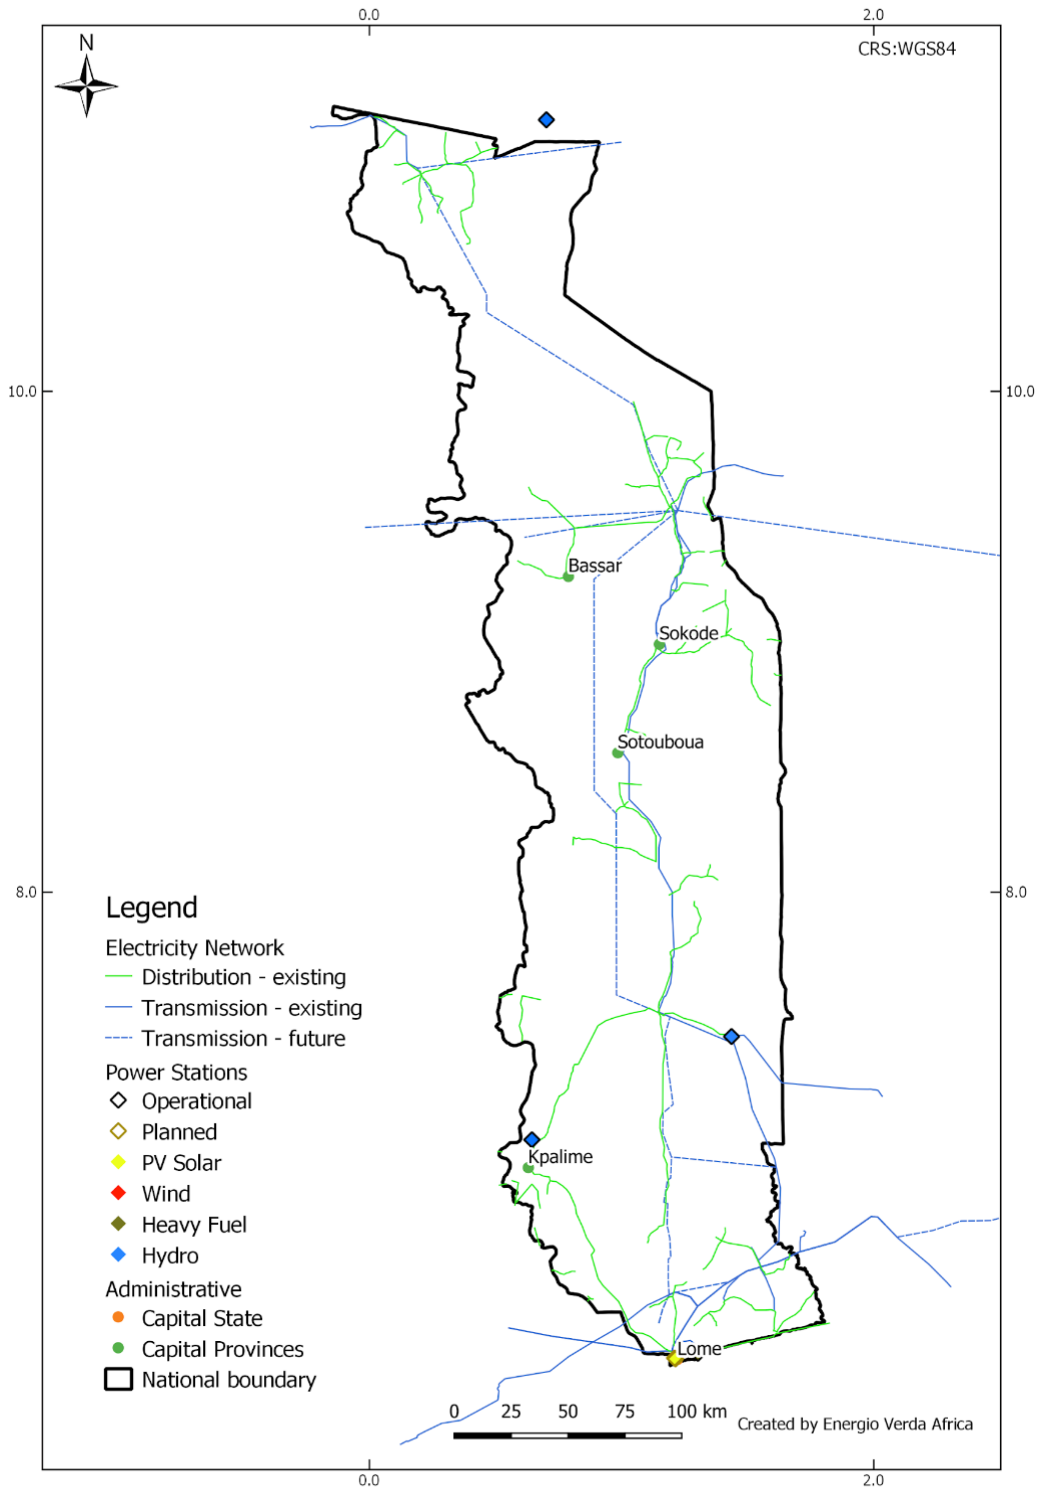 0.0 2.0
N
CRS:WGS84
10.0 10.0
Bassar
Sokode
Sotouboua
8.0 8.0
Legend
Electricity Network
Distribution - existing
Transmission - existing
Transmission - future
Power Stations
Operational
Planned
PV Solar
Wind
Heavy Fuel
Hydro
Administrative
Capital State
Capital Provinces
National boundary
Kpalime
Lome
0 25 50 75 100 km
Created by Energio Verda Africa
0.0 2.0